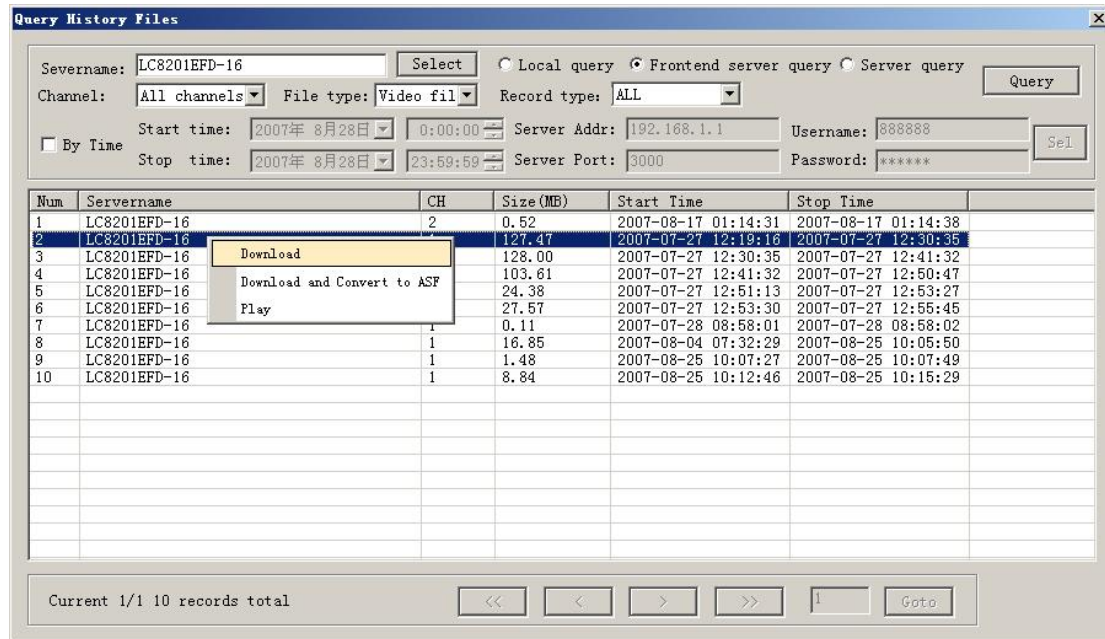 Query History Files
Severname: LC8201EFD-16 Select Local query Frontend server query Server query
Query
Channel: All channels File type: Video fil Record type: ALL
By Time
Start time: 2007年 8月28日 0:00:00 Server Addr: 192.168.1.1 Username: 888888
Sel
Stop time: 2007年 8月28日 23:59:59 Server Port: 3000 Password: ******
Num Servername CH Size(MB) Start Time Stop Time
1 LC8201EFD-16 2 0.52 2007-08-17 01:14:31 2007-08-17 01:14:38
2 LC8201EFD-16 127.47 2007-07-27 12:19:16 2007-07-27 12:30:35
3 LC8201EFD-16 128.00 2007-07-27 12:30:35 2007-07-27 12:41:32
4 LC8201EFD-16 103.61 2007-07-27 12:41:32 2007-07-27 12:50:47
5 LC8201EFD-16 24.38 2007-07-27 12:51:13 2007-07-27 12:53:27
6 LC8201EFD-16 27.57 2007-07-27 12:53:30 2007-07-27 12:55:45
7 LC8201EFD-16 1 0.11 2007-07-28 08:58:01 2007-07-28 08:58:02
8 LC8201EFD-16 1 16.85 2007-08-04 07:32:29 2007-08-25 10:05:50
9 LC8201EFD-16 1 1.48 2007-08-25 10:07:27 2007-08-25 10:07:49
10 LC8201EFD-16 1 8.84 2007-08-25 10:12:46 2007-08-25 10:15:29
Download
Download and Convert to ASF
Play
Current 1/1 10 records total << < > >> 1 Goto